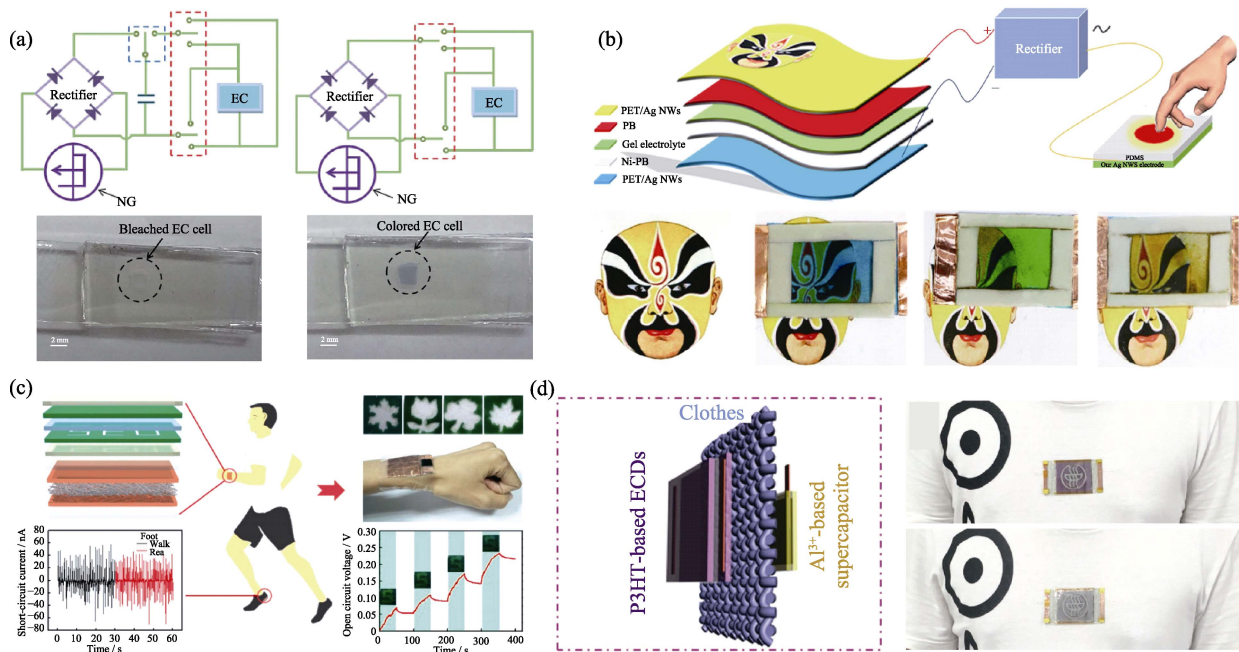 (a)
Rectifier
EC
NG
Rectifier
EC
NG
Bleached EC cell
2 mm
Colored EC cell
2 mm
(b)
PET/Ag NWs
PB
Gel electrolyte
Ni-PB
PET/Ag NWs
+
−
Rectifier
~
PDMS
Our Ag NWS electrode
(c)
Short-circuit current / nA
80
60
40
20
0
−20
−40
−60
−80
Foot
Walk
Rea
0 10 20 30 40 50 60
Time / s
Open circuit voltage / V
0.30
0.25
0.20
0.15
0.10
0.05
0
S
S
S
S
0 100 200 300 400
Time / s
(d)
Clothes
P3HT-based ECDs
Al³⁺-based
supercapacitor